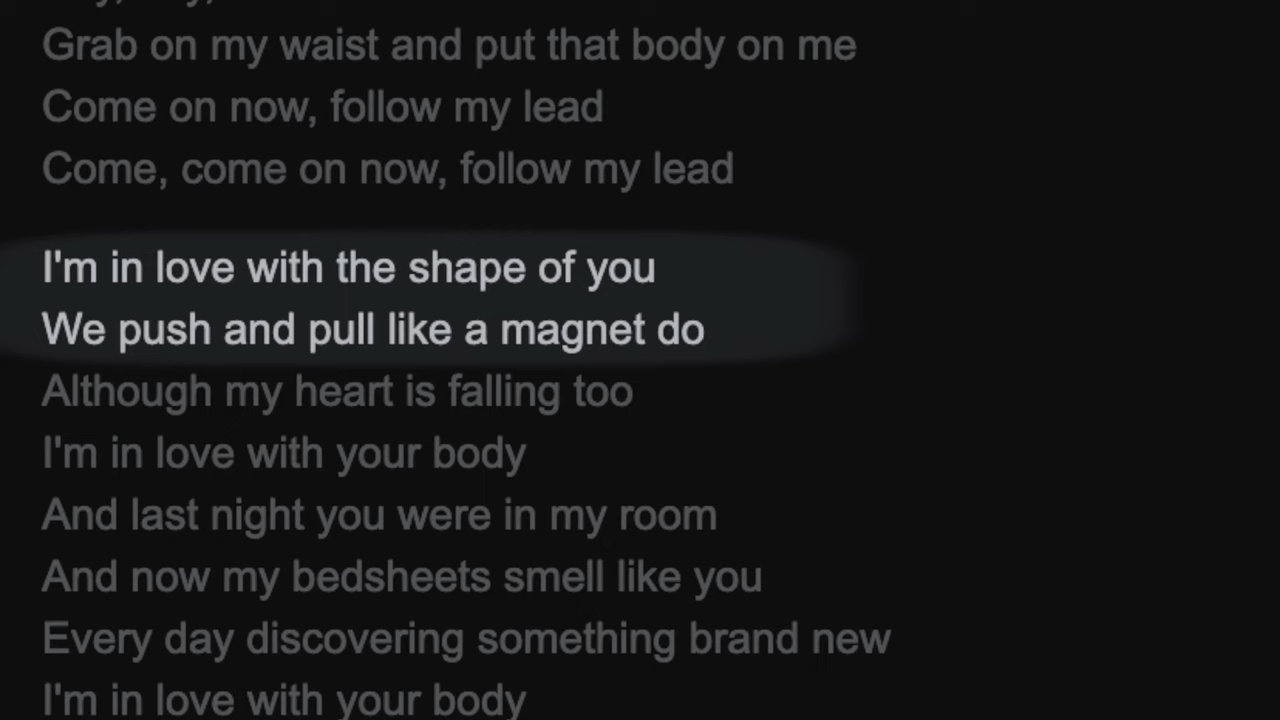 Grab on my waist and put that body on me
Come on now, follow my lead
Come, come on now, follow my lead
I'm in love with the shape of you
We push and pull like a magnet do
Although my heart is falling too
I'm in love with your body
And last night you were in my room
And now my bedsheets smell like you
Every day discovering something brand new
I'm in love with your body